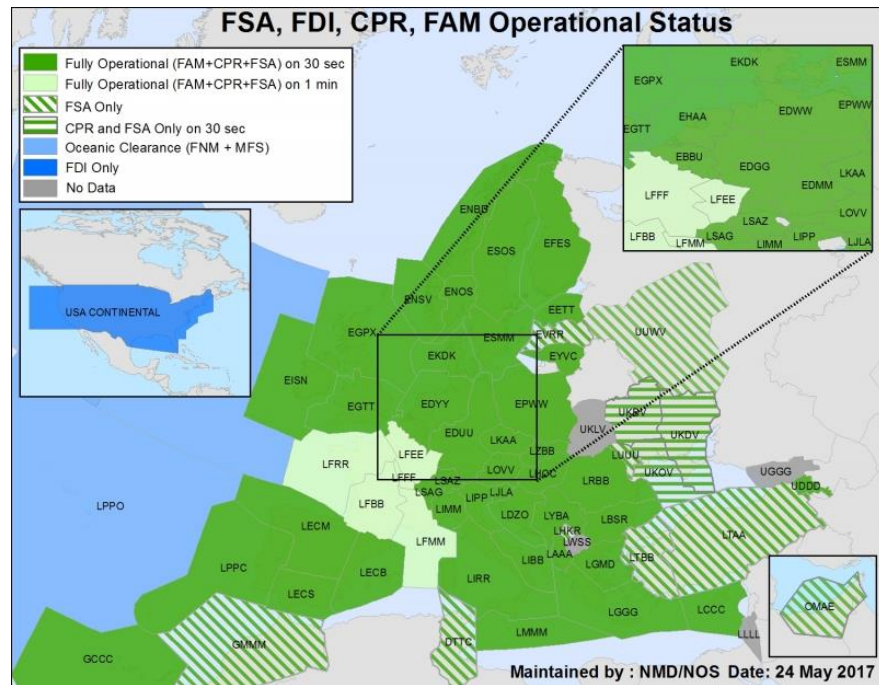 FSA, FDI, CPR, FAM Operational Status
Fully Operational (FAM+CPR+FSA) on 30 sec
Fully Operational (FAM+CPR+FSA) on 1 min
FSA Only
CPR and FSA Only on 30 sec
Oceanic Clearance (FNM + MFS)
FDI Only
No Data
EKDK
ESMM
EGPX
EPWW
EHAA
EDWW
EGTT
EBBU
EDGG
LKAA
LFFF
LFEE
EDMM
LOVV
LSAZ
LFBB
LSAG
LIPP
LFMM
LIMM
LJLA
USA CONTINENTAL
ENBD
ESOS
EFES
ENSV
ENOS
EETT
EGPX
ESMM
EVRR
UUWV
EKDK
EYVC
EISN
EGTT
EDYY
EPWW
UKBV
UKLV
UKDV
EDUU
LKAA
LZBB
LFRR
LFEE
LOVV
LUUU
UKOV
UGGG
LFFF
LSAZ
LHCC
LSAG
LRBB
UDDD
LPPO
LFBB
LIPP
LJLA
LIMM
LDZO
LYBA
LBSR
LECM
LHKR
LWSS
LTAA
LFMM
LIBB
LAAA
LTBB
LPPC
LECB
LIRR
LGMD
LECS
OMAE
LGGG
LCCC
GMMM
DTTC
LMMM
LLLL
GCCC
Maintained by : NMD/NOS Date: 24 May 2017